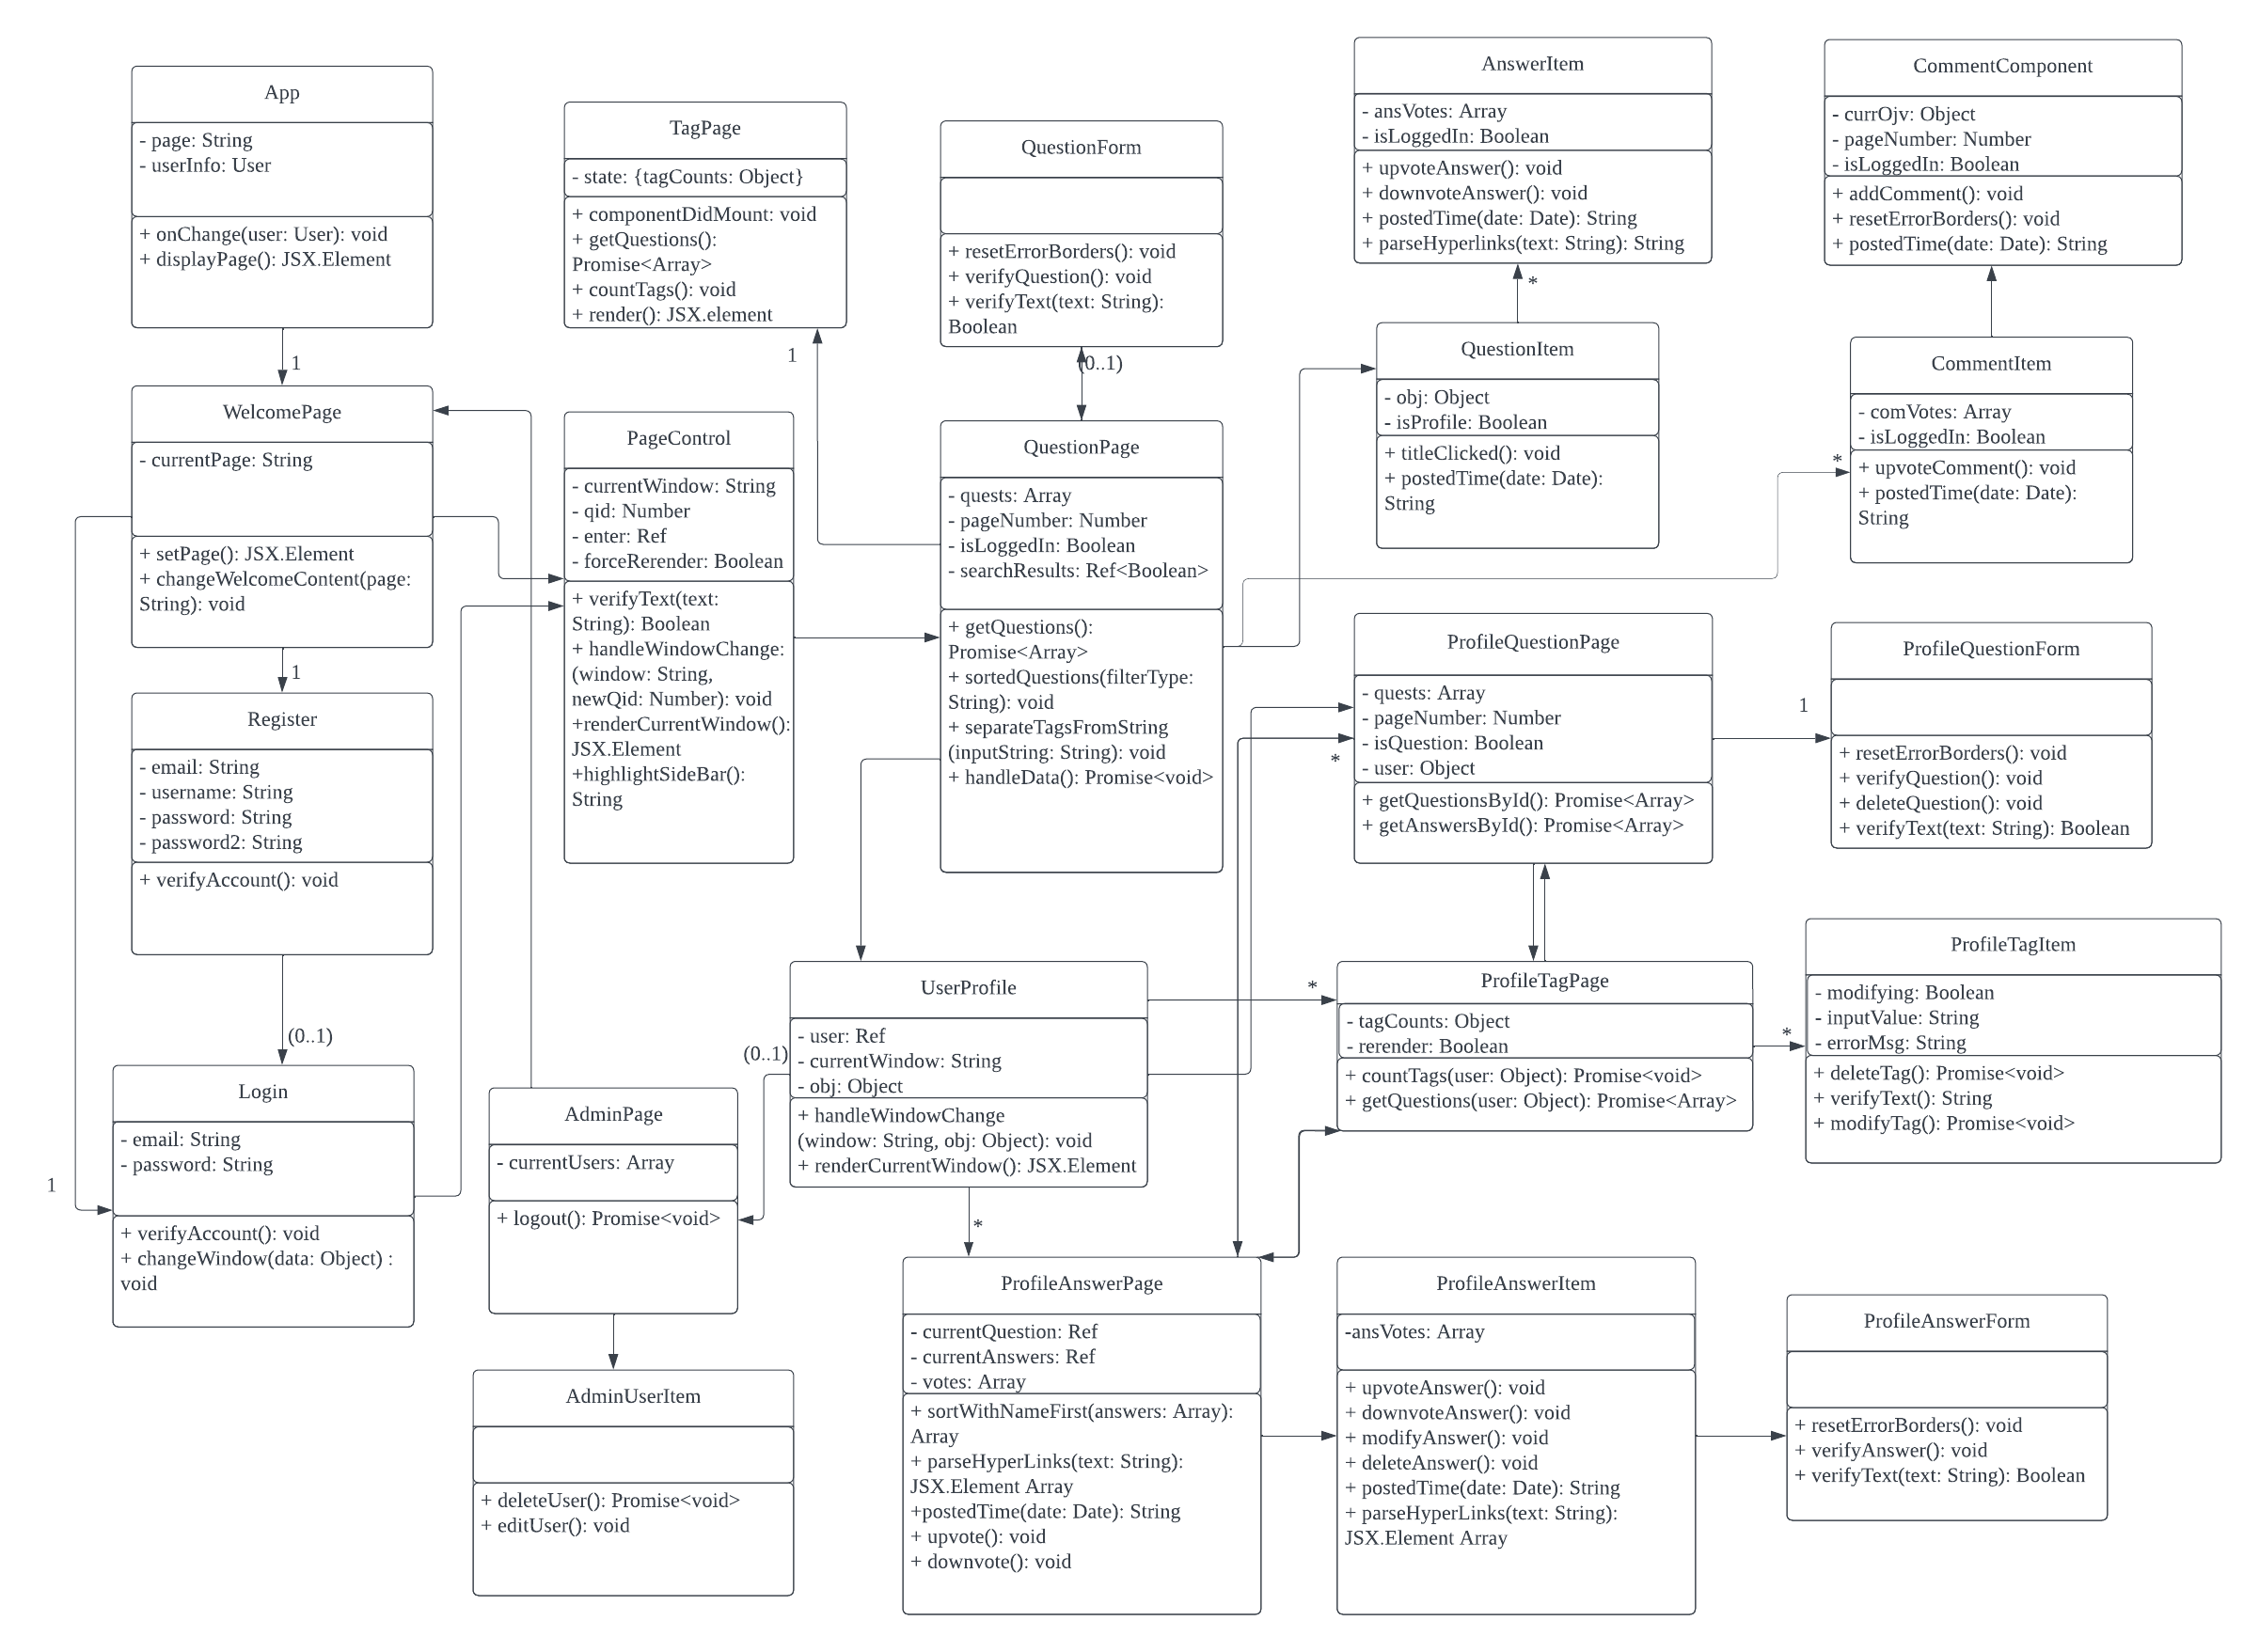 App
- page: String
- userInfo: User
+ onChange(user: User): void
+ displayPage(): JSX.Element
1
WelcomePage
- currentPage: String
+ setPage(): JSX.Element
+ changeWelcomeContent(page:
String): void
1
Register
- email: String
- username: String
- password: String
- password2: String
+ verifyAccount(): void
(0..1)
1
Login
- email: String
- password: String
+ verifyAccount(): void
+ changeWindow(data: Object) :
void
TagPage
- state: {tagCounts: Object}
+ componentDidMount: void
+ getQuestions():
Promise<Array>
+ countTags(): void
+ render(): JSX.element
1
PageControl
- currentWindow: String
- qid: Number
- enter: Ref
- forceRerender: Boolean
+ verifyText(text:
String): Boolean
+ handleWindowChange:
(window: String,
newQid: Number): void
+renderCurrentWindow():
JSX.Element
+highlightSideBar():
String
QuestionForm
+ resetErrorBorders(): void
+ verifyQuestion(): void
+ verifyText(text: String):
Boolean
(0..1)
QuestionPage
- quests: Array
- pageNumber: Number
- isLoggedIn: Boolean
- searchResults: Ref<Boolean>
+ getQuestions():
Promise<Array>
+ sortedQuestions(filterType:
String): void
+ separateTagsFromString
(inputString: String): void
+ handleData(): Promise<void>
AnswerItem
- ansVotes: Array
- isLoggedIn: Boolean
+ upvoteAnswer(): void
+ downvoteAnswer(): void
+ postedTime(date: Date): String
+ parseHyperlinks(text: String): String
*
QuestionItem
- obj: Object
- isProfile: Boolean
+ titleClicked(): void
+ postedTime(date: Date):
String
CommentComponent
- currOjv: Object
- pageNumber: Number
- isLoggedIn: Boolean
+ addComment(): void
+ resetErrorBorders(): void
+ postedTime(date: Date): String
CommentItem
- comVotes: Array
- isLoggedIn: Boolean
*
+ upvoteComment(): void
+ postedTime(date: Date):
String
ProfileQuestionPage
- quests: Array
- pageNumber: Number
- isQuestion: Boolean
- user: Object
*
+ getQuestionsById(): Promise<Array>
+ getAnswersById(): Promise<Array>
1
ProfileQuestionForm
+ resetErrorBorders(): void
+ verifyQuestion(): void
+ deleteQuestion(): void
+ verifyText(text: String): Boolean
UserProfile
- user: Ref
- currentWindow: String
- obj: Object
(0..1)
+ handleWindowChange
(window: String, obj: Object): void
+ renderCurrentWindow(): JSX.Element
*
*
ProfileTagPage
- tagCounts: Object
- rerender: Boolean
+ countTags(user: Object): Promise<void>
+ getQuestions(user: Object): Promise<Array>
*
ProfileTagItem
- modifying: Boolean
- inputValue: String
- errorMsg: String
+ deleteTag(): Promise<void>
+ verifyText(): String
+ modifyTag(): Promise<void>
AdminPage
- currentUsers: Array
+ logout(): Promise<void>
AdminUserItem
+ deleteUser(): Promise<void>
+ editUser(): void
ProfileAnswerPage
- currentQuestion: Ref
- currentAnswers: Ref
- votes: Array
+ sortWithNameFirst(answers: Array):
Array
+ parseHyperLinks(text: String):
JSX.Element Array
+postedTime(date: Date): String
+ upvote(): void
+ downvote(): void
ProfileAnswerItem
-ansVotes: Array
+ upvoteAnswer(): void
+ downvoteAnswer(): void
+ modifyAnswer(): void
+ deleteAnswer(): void
+ postedTime(date: Date): String
+ parseHyperLinks(text: String):
JSX.Element Array
ProfileAnswerForm
+ resetErrorBorders(): void
+ verifyAnswer(): void
+ verifyText(text: String): Boolean